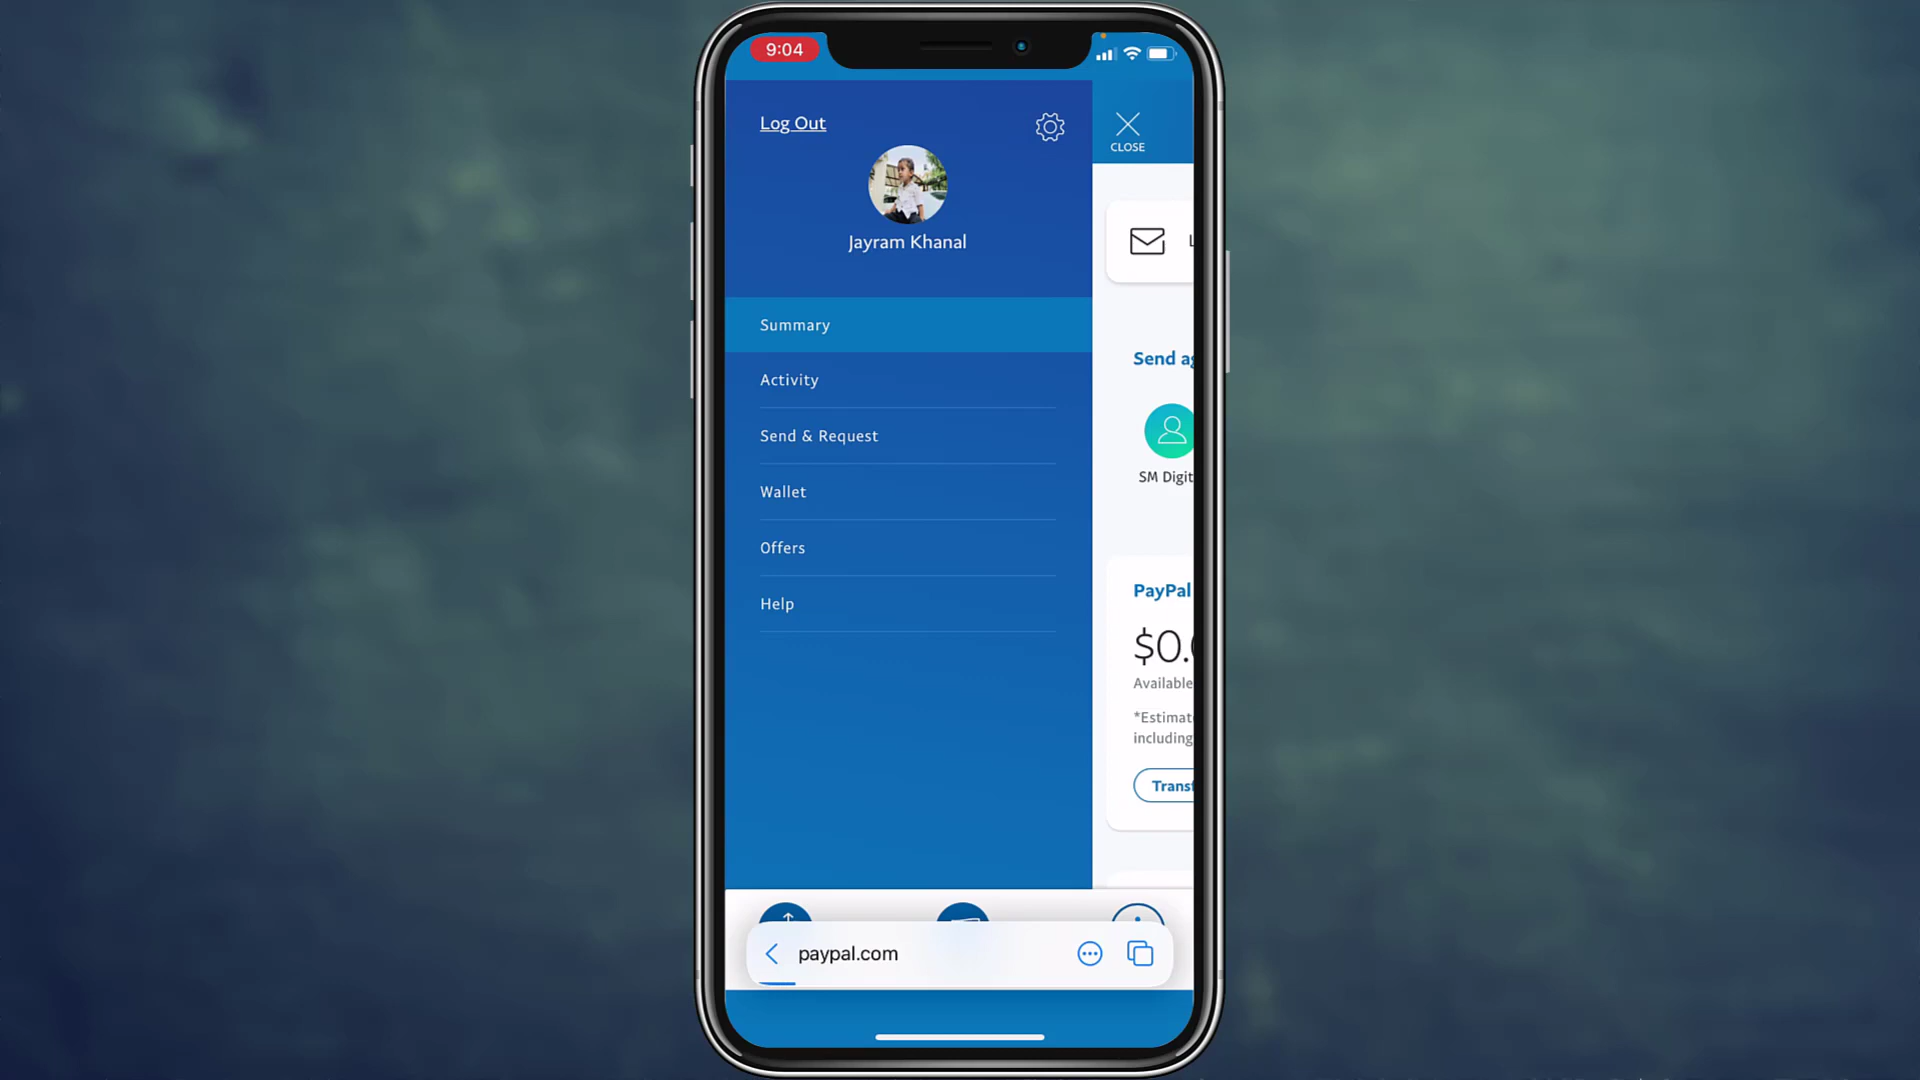 9:04
Log Out
CLOSE
Jayram Khanal
Summary
Activity
Send & Request
Wallet
Offers
Help
Send
SM Digit
PayPal
$0.
Available
*Estimat
including
Transf
paypal.com